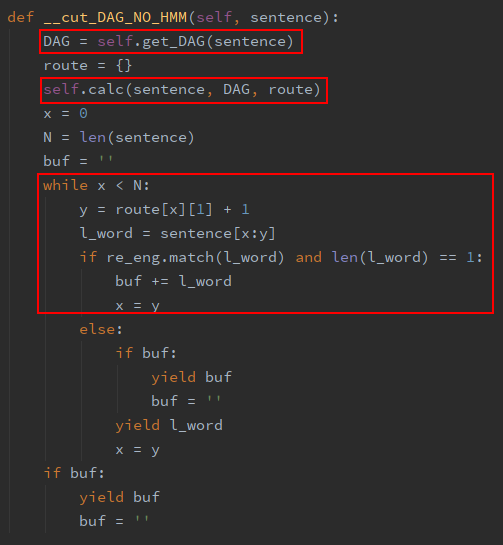 def __cut_DAG_NO_HMM(self, sentence):
    DAG = self.get_DAG(sentence)
    route = {}
    self.calc(sentence, DAG, route)
    x = 0
    N = len(sentence)
    buf = ''
    while x < N:
        y = route[x][1] + 1
        l_word = sentence[x:y]
        if re_eng.match(l_word) and len(l_word) == 1:
            buf += l_word
            x = y
        else:
            if buf:
                yield buf
                buf = ''
            yield l_word
            x = y
    if buf:
        yield buf
        buf = ''